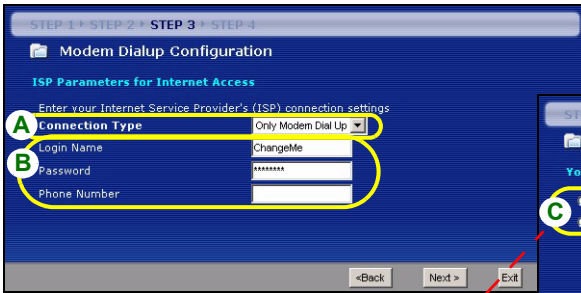 STEP 1 STEP 2 STEP 3 STEP 4
Modem Dialup Configuration
ISP Parameters for Internet Access
Enter your Internet Service Provider's (ISP) connection settings
A
Connection Type Only Modem Dial Up
B
Login Name ChangeMe
Password ********
Phone Number
<Back Next > Exit
ST
Yo
C